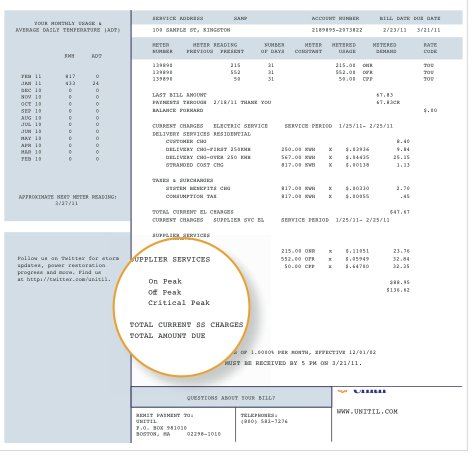 YOUR MONTHLY USAGE &
AVERAGE DAILY TEMPERATURE (ADT)
KWH ADT
FEB 11 817 0
JAN 11 433 24
DEC 10 0 0
NOV 10 0 0
OCT 10 0 0
SEP 10 0 0
AUG 10 0 0
JUL 10 0 0
JUN 10 0 0
MAY 10 0 0
APR 10 0 0
MAR 10 0 0
FEB 10 0 0
APPROXIMATE NEXT METER READING:
3/27/11
Follow us on Twitter for storm
updates, power restoration
progress and more. Find us
at http://twitter.com/unitil.
SERVICE ADDRESS SAMP ACCOUNT NUMBER BILL DATE DUE DATE
100 SAMPLE ST, KINGSTON 2189895-2073822 2/23/11 3/21/11
METER METER READING NUMBER METER METERED METERED RATE
NUMBER PREVIOUS PRESENT OF DAYS CONSTANT USAGE DEMAND CODE
139890 215 31 215.00 ONR TOU
139890 552 31 552.00 OFR TOU
139890 50 31 50.00 CPP TOU
LAST BILL AMOUNT 67.83
PAYMENTS THROUGH 2/18/11 THANK YOU 67.83CR
BALANCE FORWARD $.00
CURRENT CHARGES ELECTRIC SERVICE SERVICE PERIOD 1/25/11- 2/25/11
DELIVERY SERVICES RESIDENTIAL
CUSTOMER CHG 8.40
DELIVERY CHG-FIRST 250KWH 250.00 KWH X $.03936 9.84
DELIVERY CHG-OVER 250 KWH 567.00 KWH X $.04435 25.15
STRANDED COST CHG 817.00 KWH X $.00138 1.13
TAXES & SURCHARGES
SYSTEM BENEFITS CHG 817.00 KWH X $.00330 2.70
CONSUMPTION TAX 817.00 KWH X $.00055 .45
TOTAL CURRENT EL CHARGES $47.67
CURRENT CHARGES SUPPLIER SVC EL SERVICE PERIOD 1/25/11- 2/25/11
SUPPLIER SERVICES
215.00 ONR X $.11051 23.76
552.00 OFR X $.05949 32.84
50.00 CPP X $.64700 32.35
$88.95
$136.62
SUPPLIER SERVICES
On Peak
Off Peak
Critical Peak
TOTAL CURRENT SS CHARGES
TOTAL AMOUNT DUE
OF 1.0000% PER MONTH, EFFECTIVE 12/01/02
MUST BE RECEIVED BY 5 PM ON 3/21/11.
QUESTIONS ABOUT YOUR BILL?
Unitil
WWW.UNITIL.COM
REMIT PAYMENT TO:
UNITIL
P.O. BOX 981010
BOSTON, MA 02298-1010
TELEPHONES:
(800) 582-7276